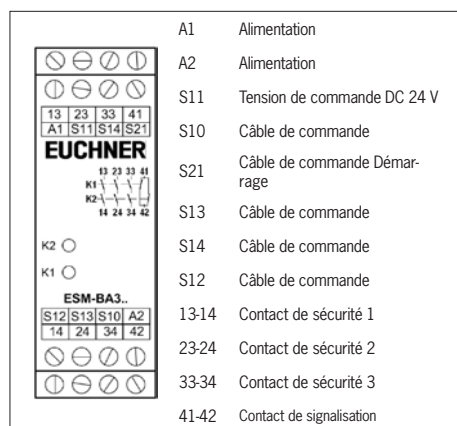 13 23 33 41
A1 S11 S14 S21
EUCHNER
13 23 33 41
K1
K2
14 24 34 42
K2
K1
ESM-BA3..
S12 S13 S10 A2
14 24 34 42
A1 Alimentation
A2 Alimentation
S11 Tension de commande DC 24 V
S10 Câble de commande
S21 Câble de commande Démar-
rage
S13 Câble de commande
S14 Câble de commande
S12 Câble de commande
13-14 Contact de sécurité 1
23-24 Contact de sécurité 2
33-34 Contact de sécurité 3
41-42 Contact de signalisation